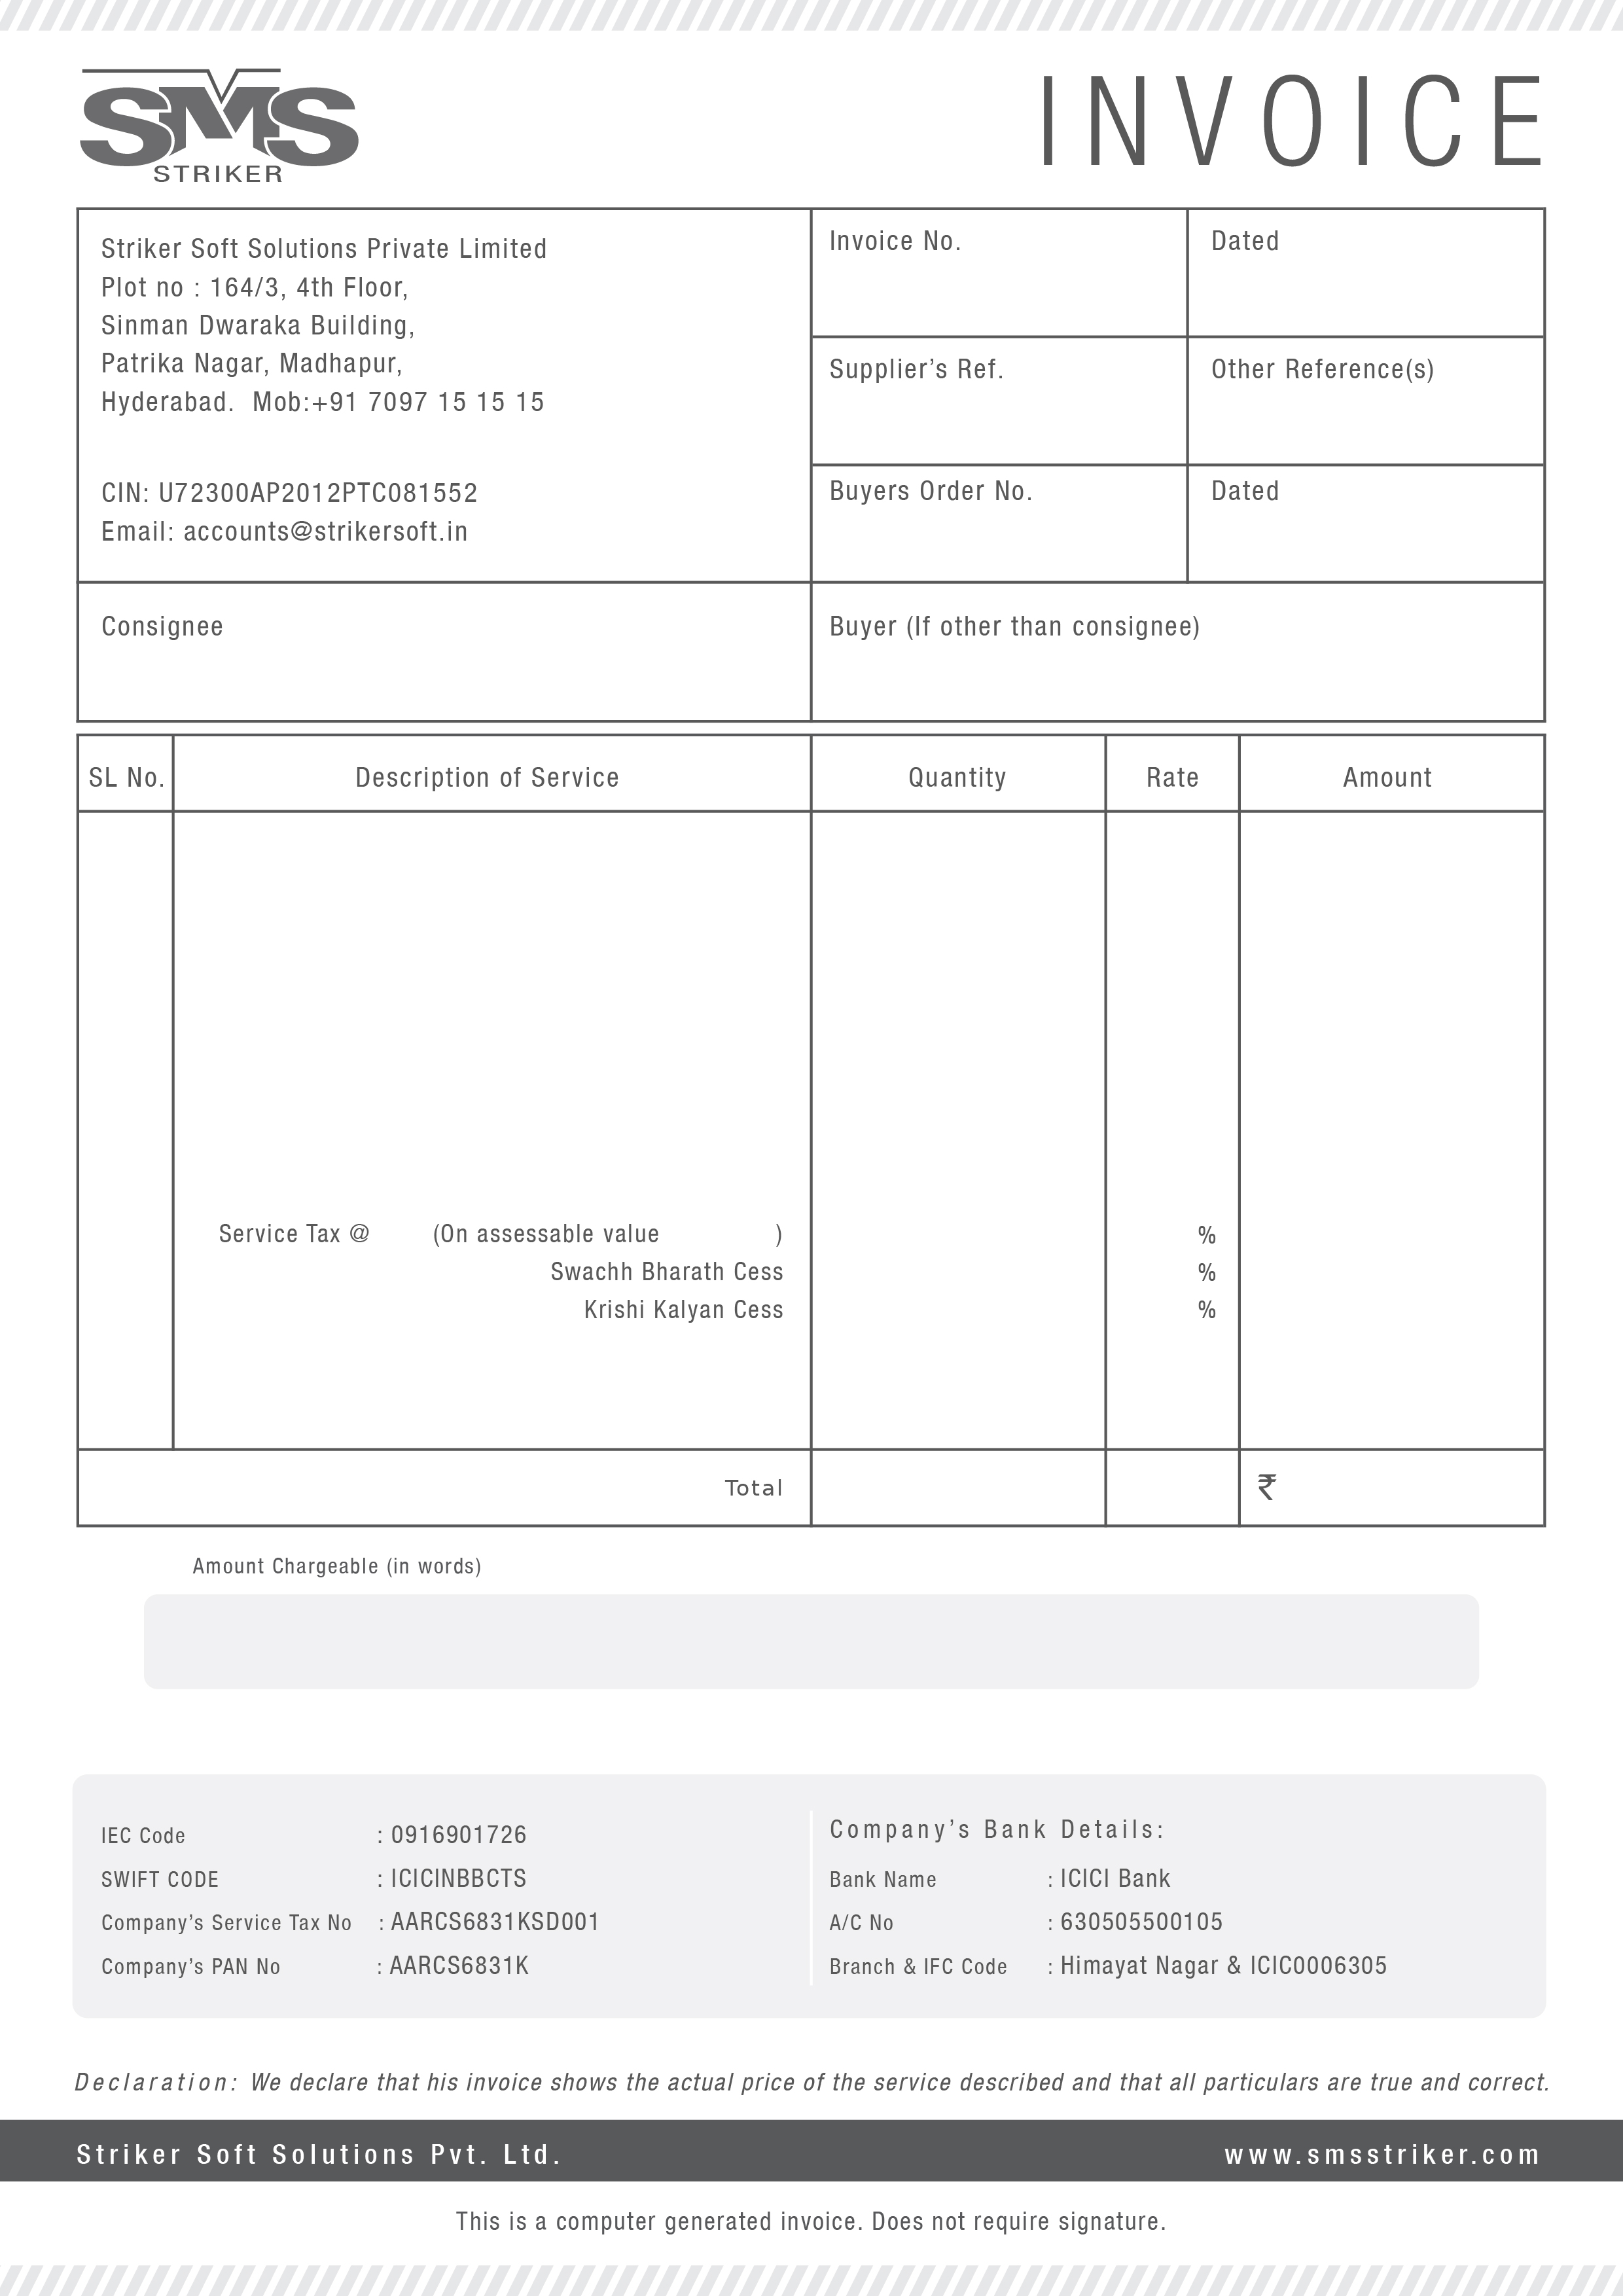 SMS
STRIKER
INVOICE
Striker Soft Solutions Private Limited
Plot no : 164/3, 4th Floor,
Sinman Dwaraka Building,
Patrika Nagar, Madhapur,
Hyderabad. Mob:+91 7097 15 15 15
CIN: U72300AP2012PTC081552
Email: accounts@strikersoft.in
Invoice No.
Dated
Supplier’s Ref.
Other Reference(s)
Buyers Order No.
Dated
Consignee
Buyer (If other than consignee)
SL No.
Description of Service
Quantity
Rate
Amount
Service Tax @ (On assessable value ) %
Swachh Bharath Cess %
Krishi Kalyan Cess %
Total ₹
Amount Chargeable (in words)
IEC Code : 0916901726
SWIFT CODE : ICICINBBCTS
Company’s Service Tax No : AARCS6831KSD001
Company’s PAN No : AARCS6831K
Company’s Bank Details:
Bank Name : ICICI Bank
A/C No : 630505500105
Branch & IFC Code : Himayat Nagar & ICIC0006305
Declaration: We declare that his invoice shows the actual price of the service described and that all particulars are true and correct.
Striker Soft Solutions Pvt. Ltd.
www.smsstriker.com
This is a computer generated invoice. Does not require signature.